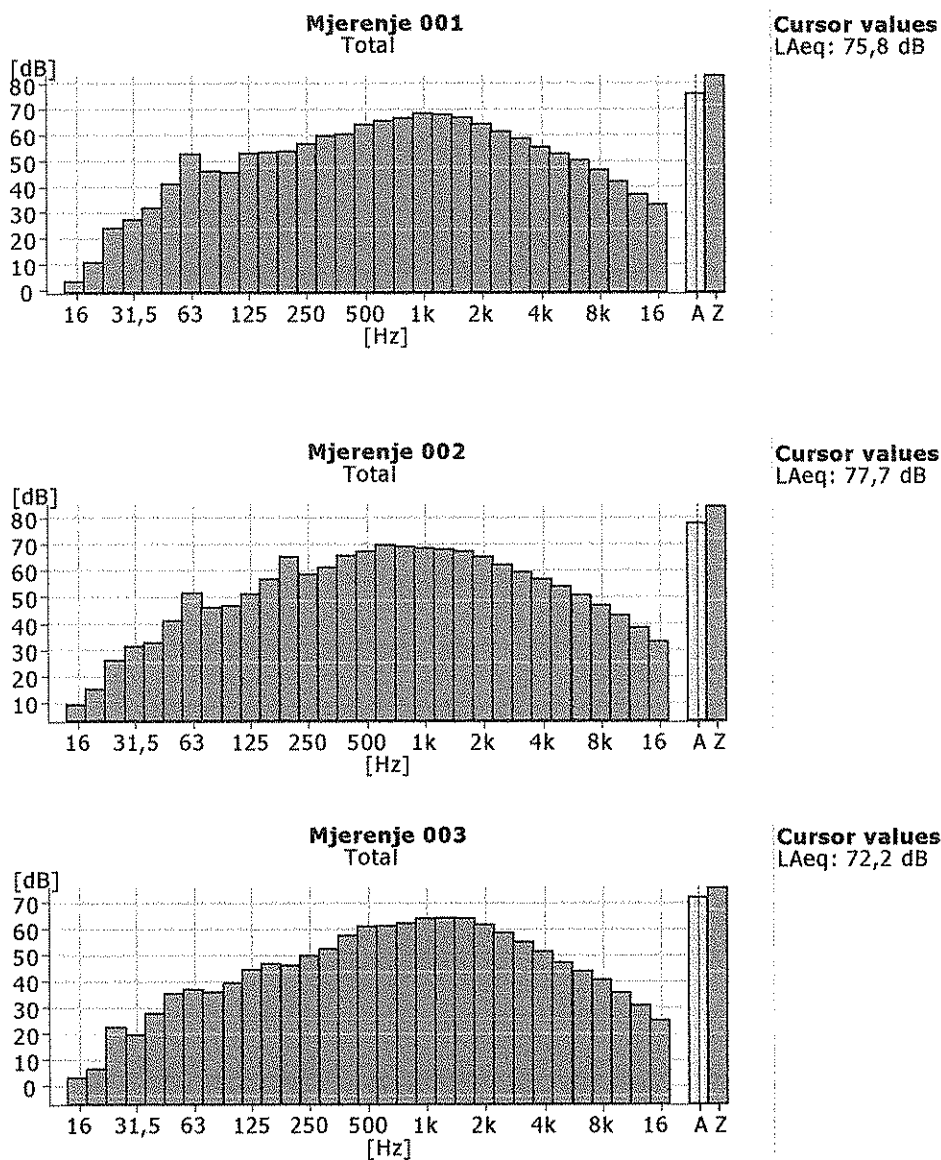 Mjerenje 001
Total
Cursor values
LAeq: 75,8 dB
[dB]
80
70
60
50
40
30
20
10
0
16 31,5 63 125 250 500 1k 2k 4k 8k 16 A Z
[Hz]
Mjerenje 002
Total
Cursor values
LAeq: 77,7 dB
[dB]
80
70
60
50
40
30
20
10
16 31,5 63 125 250 500 1k 2k 4k 8k 16 A Z
[Hz]
Mjerenje 003
Total
Cursor values
LAeq: 72,2 dB
[dB]
70
60
50
40
30
20
10
0
16 31,5 63 125 250 500 1k 2k 4k 8k 16 A Z
[Hz]